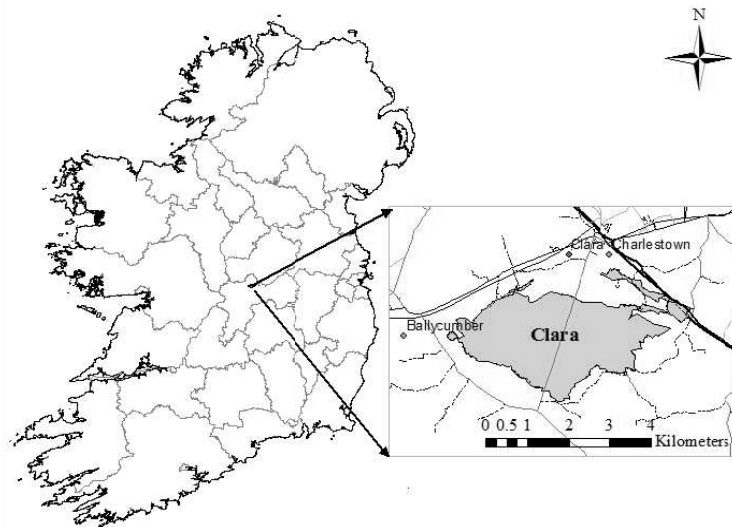 N
Clara Charlestown
Ballycumber
Clara
0 0.5 1 2 3 4
Kilometers